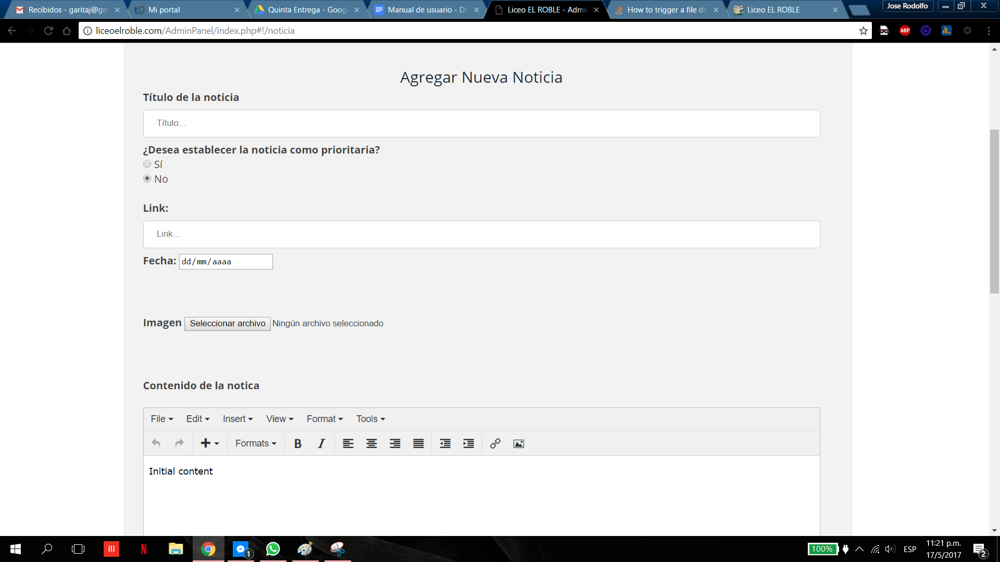 Recibidos - garitaj@gm
Mi portal
Quinta Entrega - Googl
Manual de usuario - Do
Liceo EL ROBLE - Admin
How to trigger a file do
Liceo EL ROBLE
Jose Rodolfo
liceoelroble.com/AdminPanel/index.php#!/noticia
ABP
Agregar Nueva Noticia
Título de la noticia
Título...
¿Desea establecer la noticia como prioritaria?
Sí
No
Link:
Link...
Fecha: dd/mm/aaaa
Imagen Seleccionar archivo Ningún archivo seleccionado
Contenido de la notica
File Edit Insert View Format Tools
Formats B I
Initial content
100%
ESP
11:21 p.m.
17/5/2017
1
2